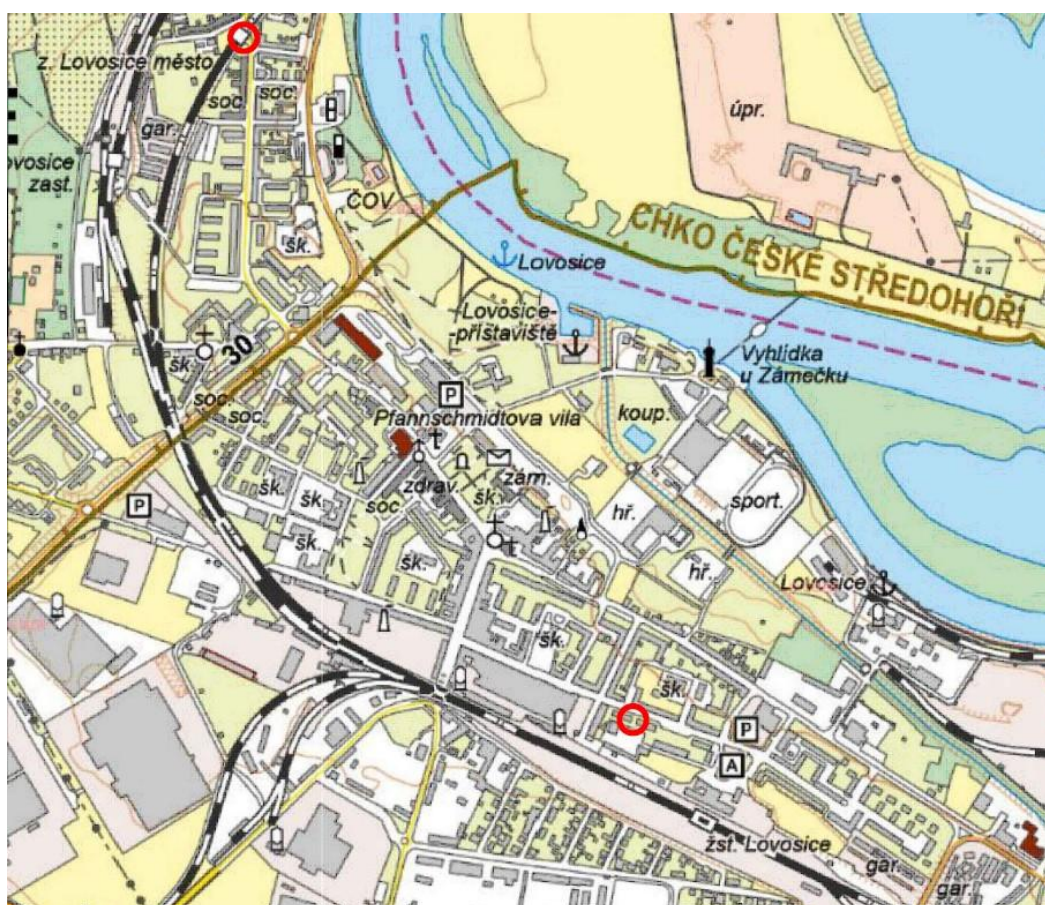 z. Lovosice město
soc.
soc.
gar.
úpr.
ovosice
zast.
ČOV
šk.
CHKO ČESKÉ STŘEDOHOŘÍ
Lovosice
Lovosice-
přístaviště
šk.
30
Vyhlídka
u Zámečku
soc.
soc.
P
koup.
Pfannschmidtova vila
zdrav.
zám.
šk.
šk.
šk.
soc.
sport.
P
hř.
šk.
šk.
hř.
Lovosice
šk.
šk.
P
A
žst. Lovosice
gar.
gar.